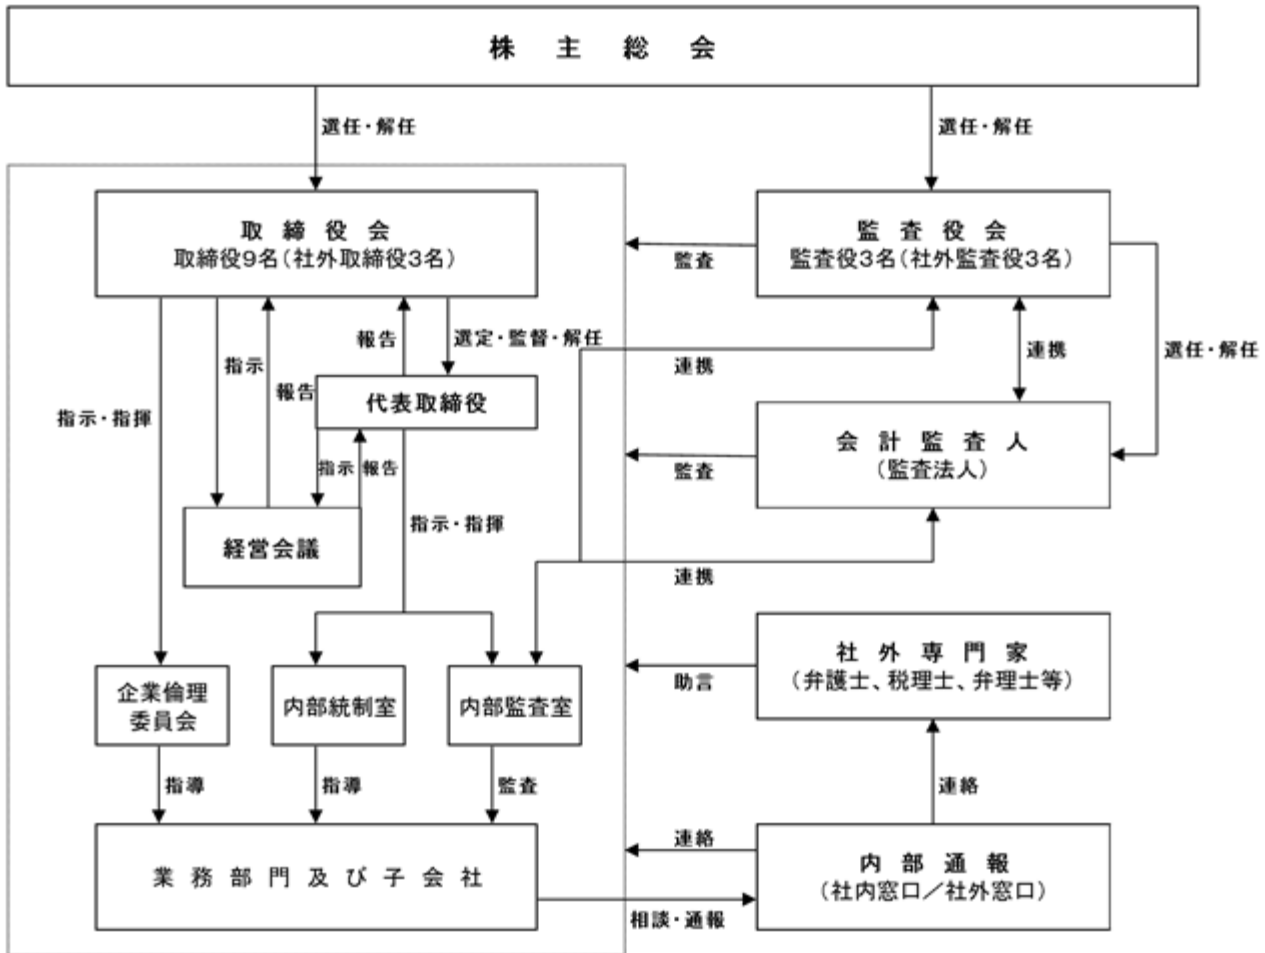 株主総会
選任・解任
選任・解任
取締役会
取締役9名(社外取締役3名)
監査役会
監査役3名(社外監査役3名)
監査
報告
選定・監督・解任
指示
報告
連携
連携
選任・解任
代表取締役
指示・指揮
会計監査人
(監査法人)
監査
指示
報告
指示・指揮
経営会議
連携
社外専門家
(弁護士、税理士、弁理士等)
助言
企業倫理
委員会
内部統制室
内部監査室
指導
指導
監査
連絡
連絡
業務部門及び子会社
内部通報
(社内窓口／社外窓口)
相談・通報